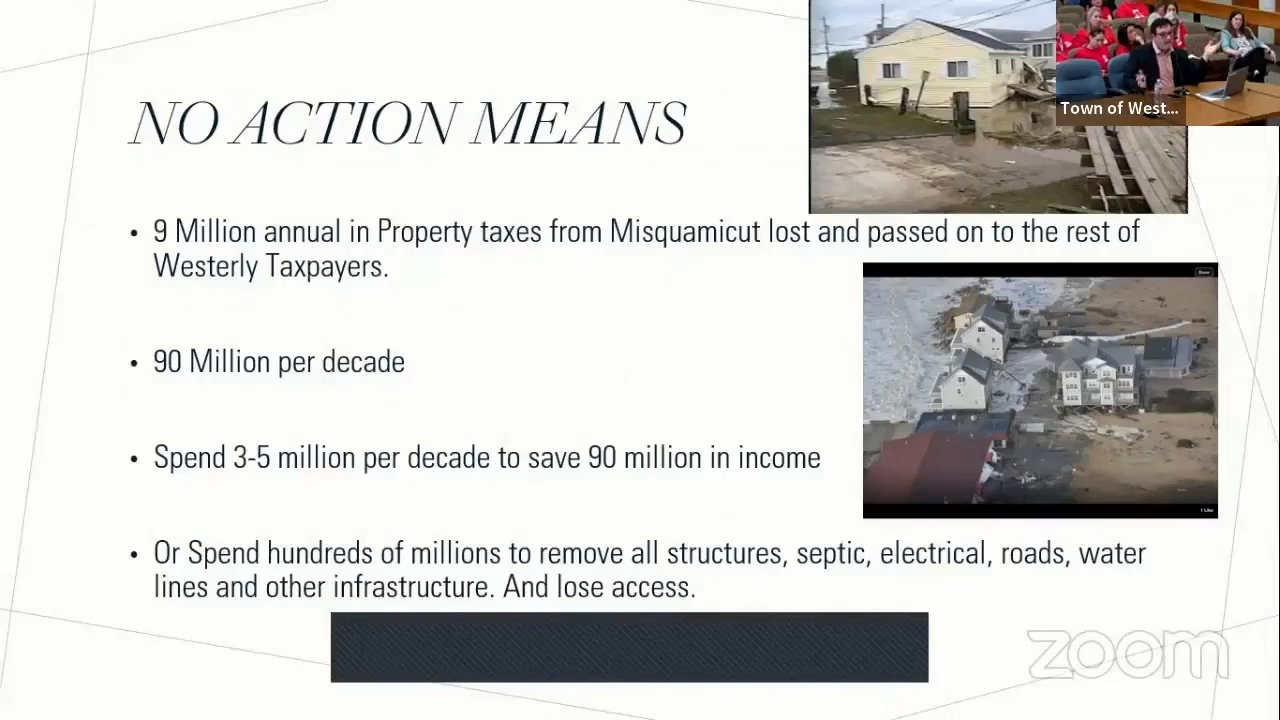 NO ACTION MEANS
Town of West...
• 9 Million annual in Property taxes from Misquamicut lost and passed on to the rest of
Westerly Taxpayers.
• 90 Million per decade
• Spend 3-5 million per decade to save 90 million in income
1 Like
• Or Spend hundreds of millions to remove all structures, septic, electrical, roads, water
lines and other infrastructure. And lose access.
zoom